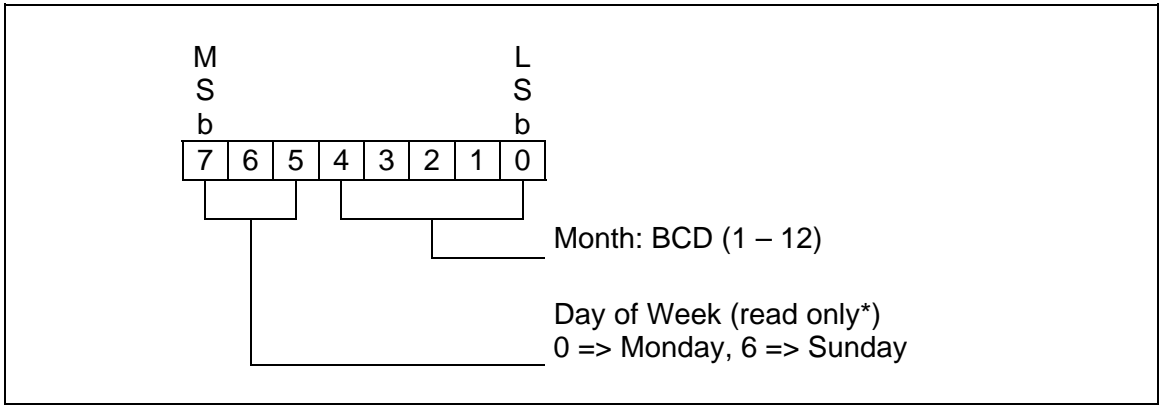 M L
S S
b b
7 6 5 4 3 2 1 0
Month: BCD (1 – 12)
Day of Week (read only*)
0 => Monday, 6 => Sunday